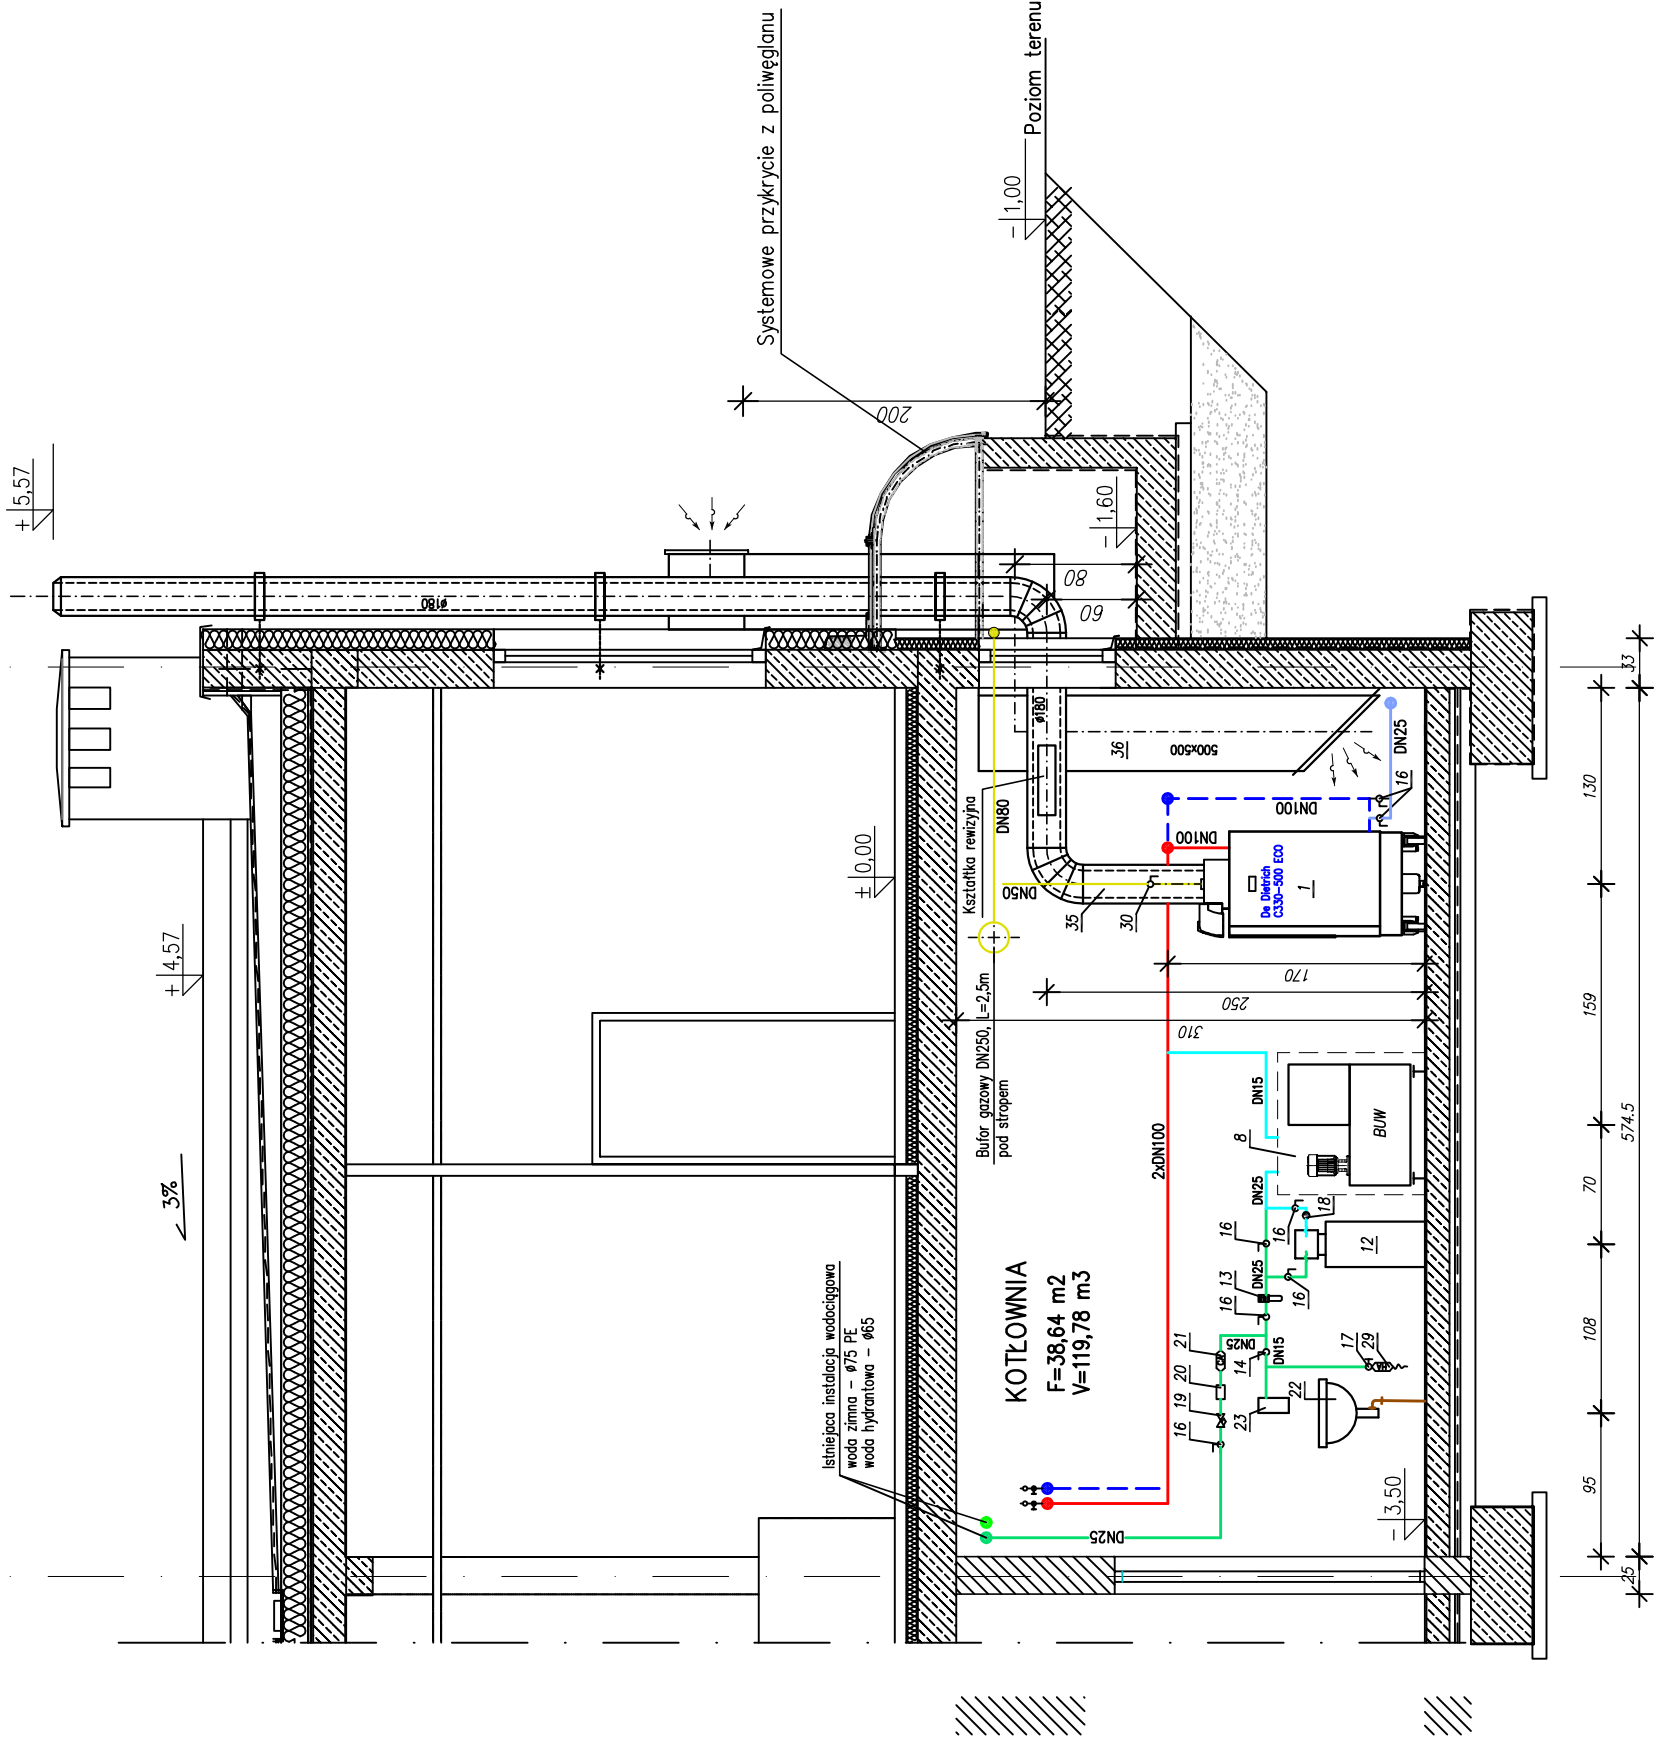 Systemowe przykrycie z poliwęglanu
Poziom terenu
- 1,00
+ 5,57
200
- 1,60
80
60
ø180
+ 4,57
3%
± 0,00
ø180
36
500x500
DN25
16
DN100
DN100
Kształtka rewizyjna
DN80
DN50
35
30
De Dietrich
C330-500 ECO
1
170
250
310
Bufor gazowy DN250, L=2,5m
pod stropem
2xDN100
DN15
8
BUW
DN25
16
16
18
12
DN25
13
16
16
21
DN25
14
DN15
20
19
16
23
17
29
22
KOTŁOWNIA
F=38,64 m2
V=119,78 m3
Istniejąca instalacja wodociągowa
woda zimna - ø75 PE
woda hydrantowa - ø65
DN25
- 3,50
33
130
159
70
574.5
108
95
25